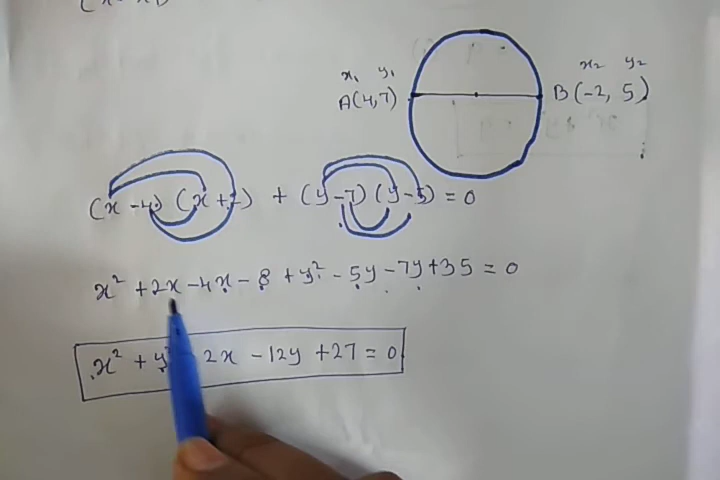 x₁ y₁ x₂ y₂
A(4,7) B(-2, 5)
(x-4) (x+2) + (y-7)(y-5) = 0
x² + 2x - 4x - 8 + y² - 5y - 7y + 35 = 0
x² + y² - 2x - 12y + 27 = 0